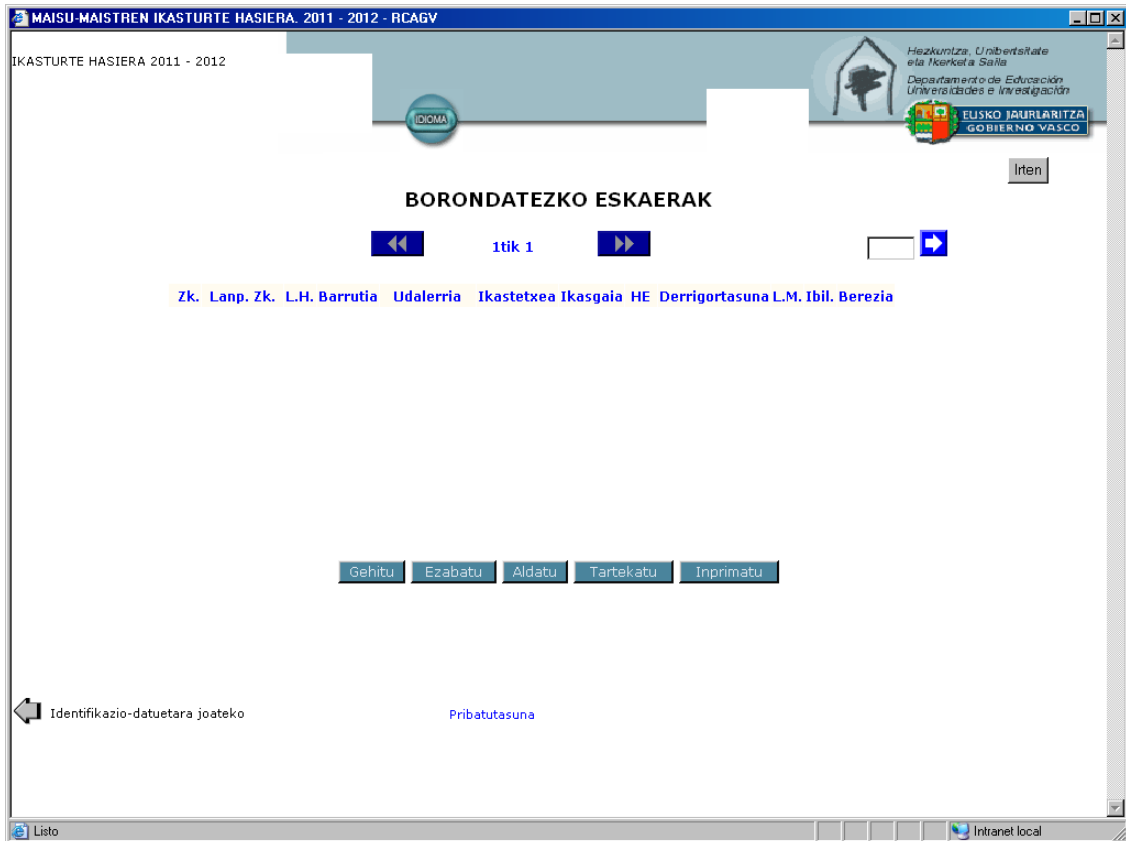 MAISU-MAISTREN IKASTURTE HASIERA. 2011 - 2012 - RCAGV
IKASTURTE HASIERA 2011 - 2012
Hezkuntza, Unibertsitate
eta Ikerketa Saila
Departamento de Educación
Universidades e Investigación
IDIOMA
EUSKO JAURLARITZA
GOBIERNO VASCO
Irten
BORONDATEZKO ESKAERAK
1tik 1
Zk. Lanp. Zk. L.H. Barrutia Udalerria Ikastetxea Ikasgaia HE Derrigortasuna L.M. Ibil. Berezia
Gehitu Ezabatu Aldatu Tartekatu Inprimatu
Identifikazio-datuetara joateko Pribatutasuna
Listo Intranet local